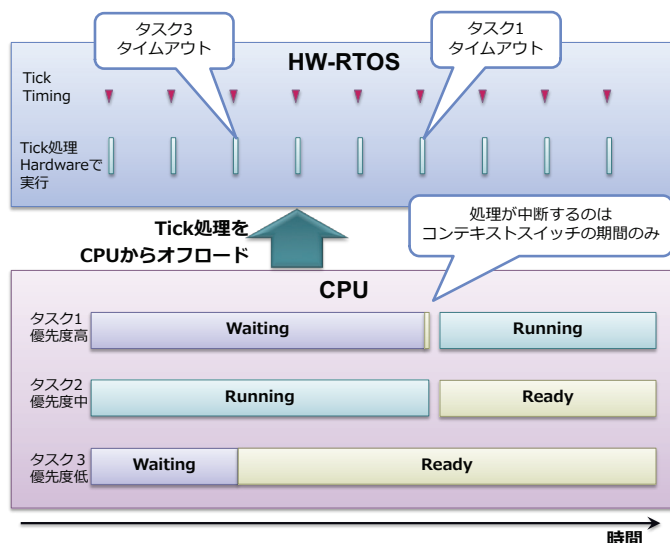 タスク3
タイムアウト
タスク1
タイムアウト
HW-RTOS
Tick
Timing
Tick処理
Hardwareで
実行
Tick処理を
CPUからオフロード
処理が中断するのは
コンテキストスイッチの期間のみ
CPU
タスク1
優先度高
Waiting
Running
タスク2
優先度中
Running
Ready
タスク３
優先度低
Waiting
Ready
時間